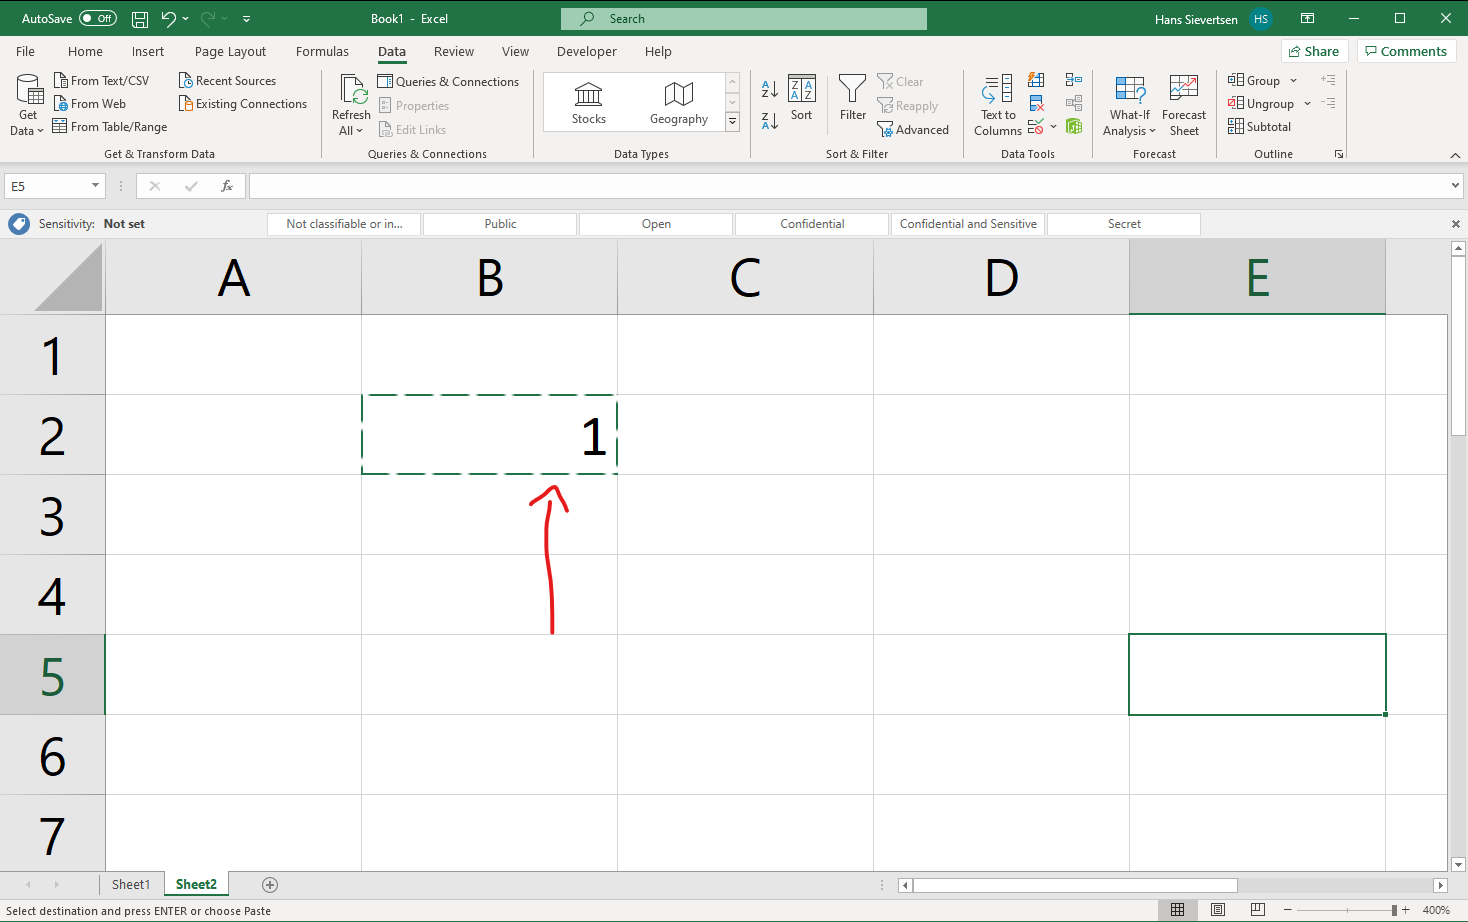 AutoSave Off Book1 - Excel Search Hans Sievertsen HS
File Home Insert Page Layout Formulas Data Review View Developer Help Share Comments
Get Data
From Text/CSV
From Web
From Table/Range
Recent Sources
Existing Connections
Get & Transform Data
Refresh All
Queries & Connections
Properties
Edit Links
Queries & Connections
Stocks
Geography
Data Types
Sort
Filter
Clear
Reapply
Advanced
Sort & Filter
Text to Columns
Data Tools
What-If Analysis
Forecast Sheet
Forecast
Group
Ungroup
Subtotal
Outline
E5 fx
Sensitivity: Not set Not classifiable or in... Public Open Confidential Confidential and Sensitive Secret
A B C D E
1
2 1
3
4
5
6
7
Sheet1 Sheet2
Select destination and press ENTER or choose Paste 400%